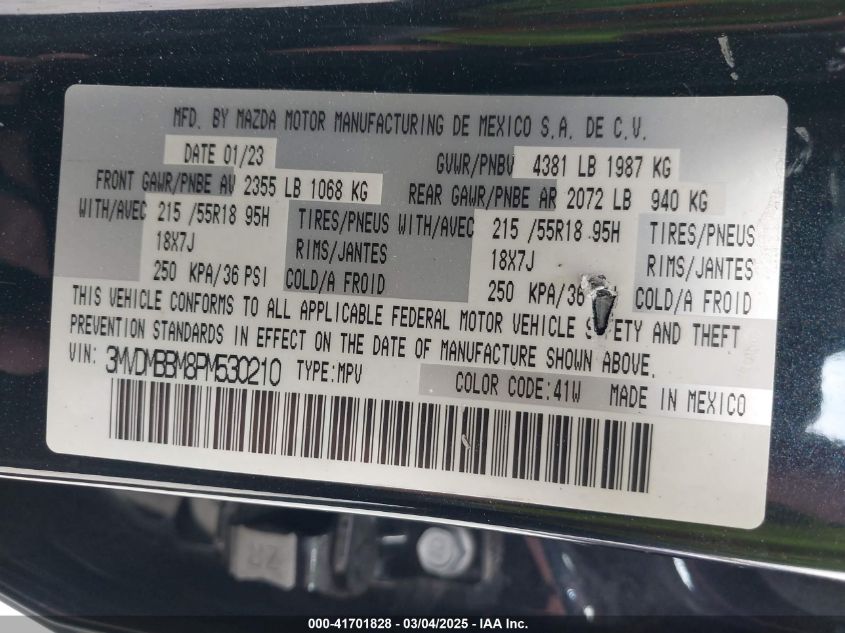 MFD. BY MAZDA MOTOR MANUFACTURING DE MEXICO S.A. DE C.V.
DATE 01/23 GVWR/PNBV 4381 LB 1987 KG
FRONT GAWR/PNBE AV 2355 LB 1068 KG REAR GAWR/PNBE AR 2072 LB 940 KG
WITH/AVEC 215 /55R18 95H TIRES/PNEUS WITH/AVEC 215 /55R18 95H TIRES/PNEUS
18X7J RIMS/JANTES 18X7J RIMS/JANTES
250 KPA/36 PSI COLD/A FROID 250 KPA/36 COLD/A FROID
THIS VEHICLE CONFORMS TO ALL APPLICABLE FEDERAL MOTOR VEHICLE S ETY AND THEFT
PREVENTION STANDARDS IN EFFECT ON THE DATE OF MANUFACTURE SHOWN ABOVE.
VIN: 3MVDMBBM8PM530210 TYPE:MPV COLOR CODE:41W MADE IN MEXICO
000-41701828 - 03/04/2025 - IAA Inc.